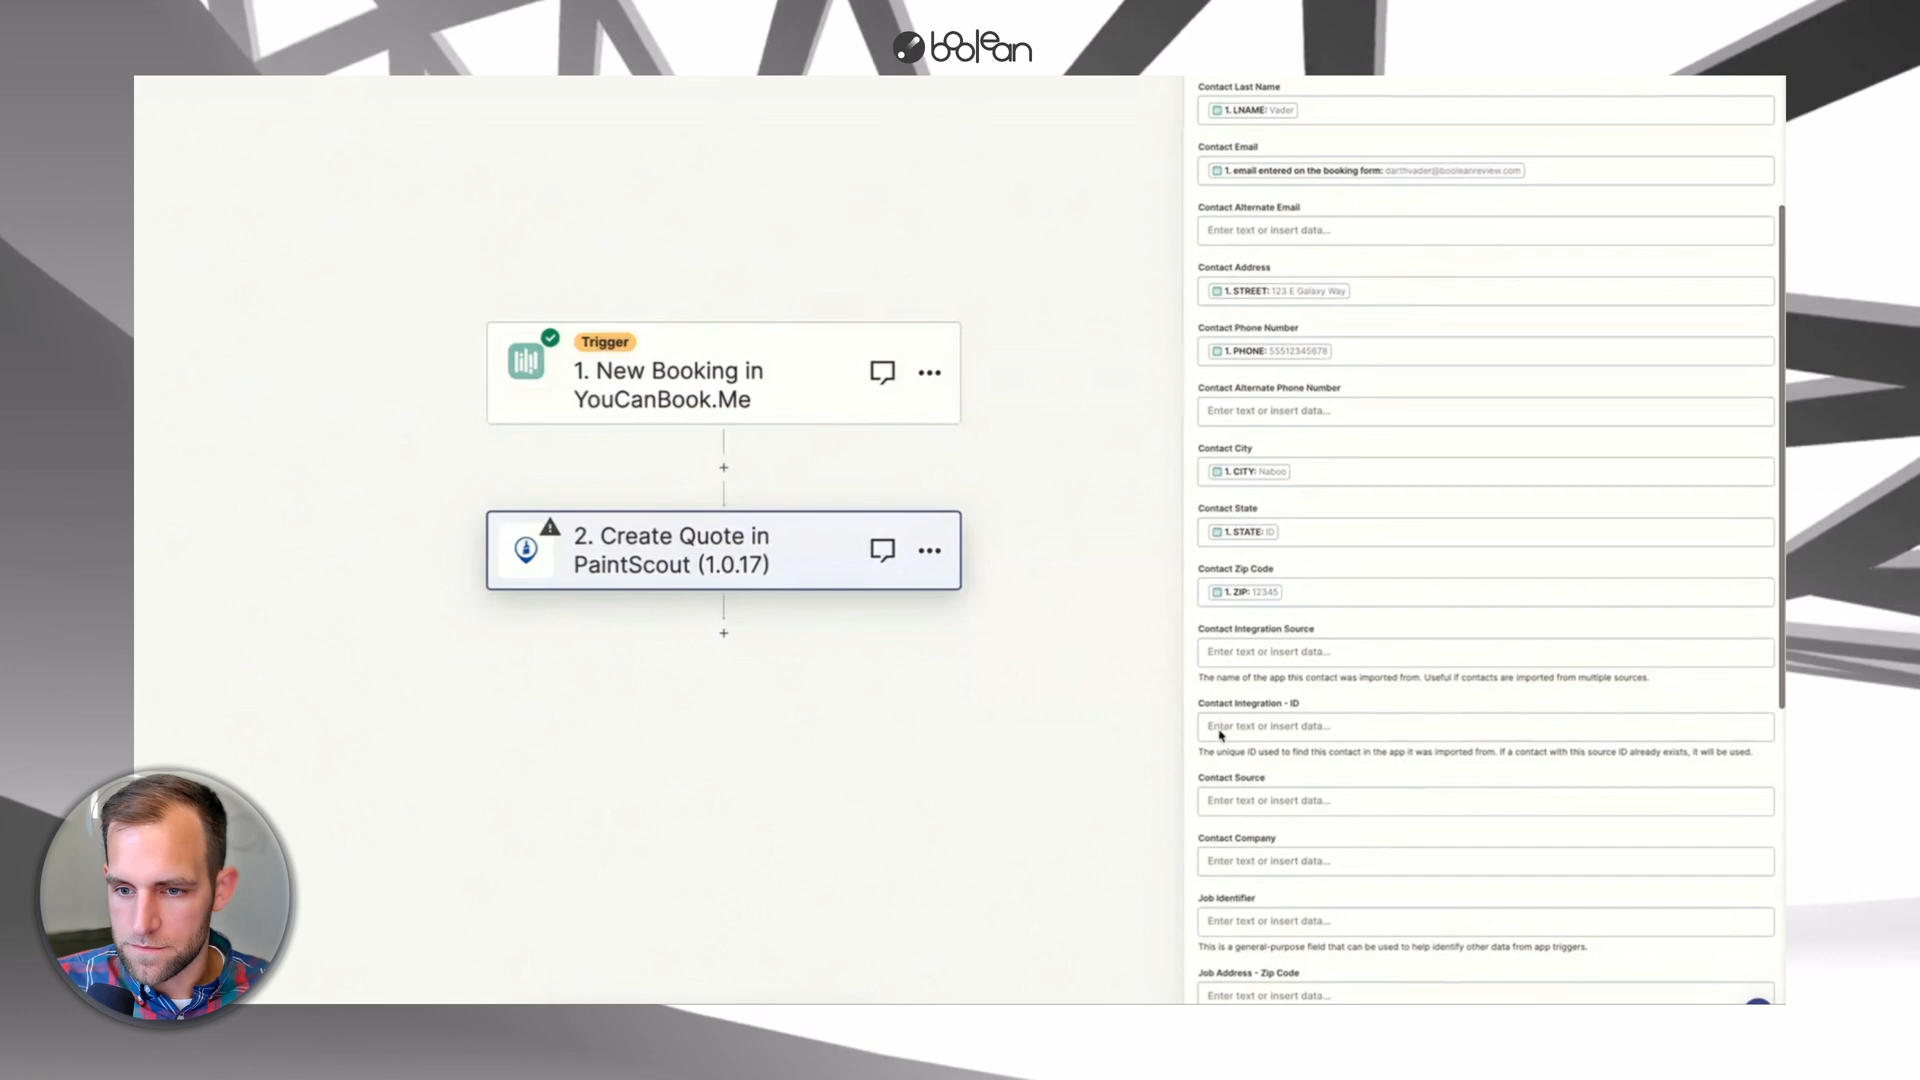 boolean
Trigger
1. New Booking in
YouCanBook.Me
2. Create Quote in
PaintScout (1.0.17)
Contact Last Name
1. LNAME: Vader
Contact Email
1. email entered on the booking form: darthvader@booleanreview.com
Contact Alternate Email
Enter text or insert data...
Contact Address
1. STREET: 123 E Galaxy Way
Contact Phone Number
1. PHONE: 55512345678
Contact Alternate Phone Number
Enter text or insert data...
Contact City
1. CITY: Naboo
Contact State
1. STATE: ID
Contact Zip Code
1. ZIP: 12345
Contact Integration Source
Enter text or insert data...
The name of the app this contact was imported from. Useful if contacts are imported from multiple sources.
Contact Integration - ID
Enter text or insert data...
The unique ID used to find this contact in the app it was imported from. If a contact with this source ID already exists, it will be used.
Contact Source
Enter text or insert data...
Contact Company
Enter text or insert data...
Job Identifier
Enter text or insert data...
This is a general-purpose field that can be used to help identify other data from app triggers.
Job Address - Zip Code
Enter text or insert data...